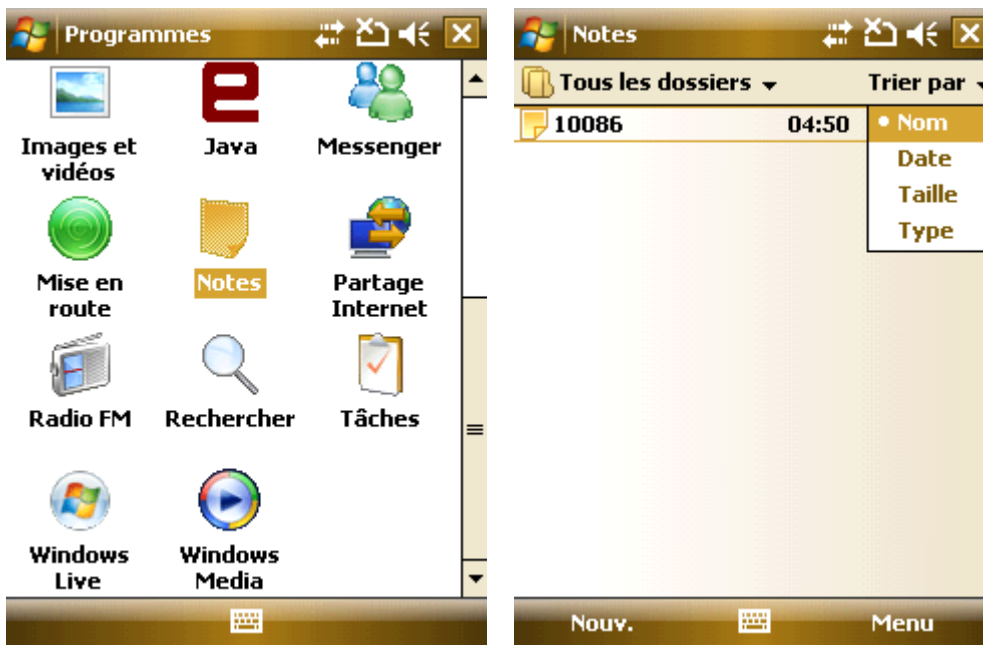 Programmes
Images et
vidéos
Java
Messenger
Mise en
route
Notes
Partage
Internet
Radio FM
Rechercher
Tâches
Windows
Live
Windows
Media
Notes
Tous les dossiers
Trier par
10086 04:50
Nom
Date
Taille
Type
Nouv.
Menu